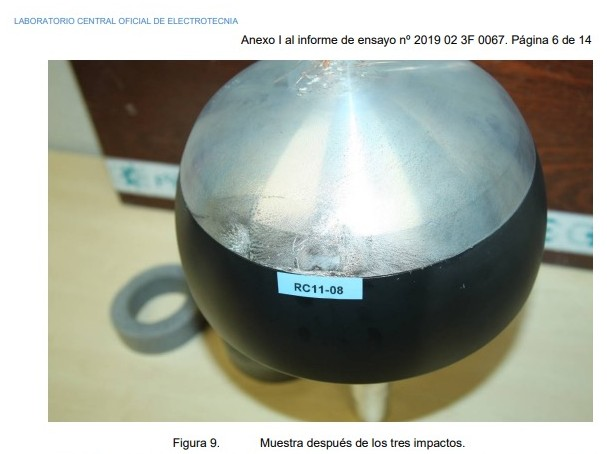 LABORATORIO CENTRAL OFICIAL DE ELECTROTECNIA
Anexo I al informe de ensayo nº 2019 02 3F 0067. Página 6 de 14
RC11-08
Figura 9. Muestra después de los tres impactos.